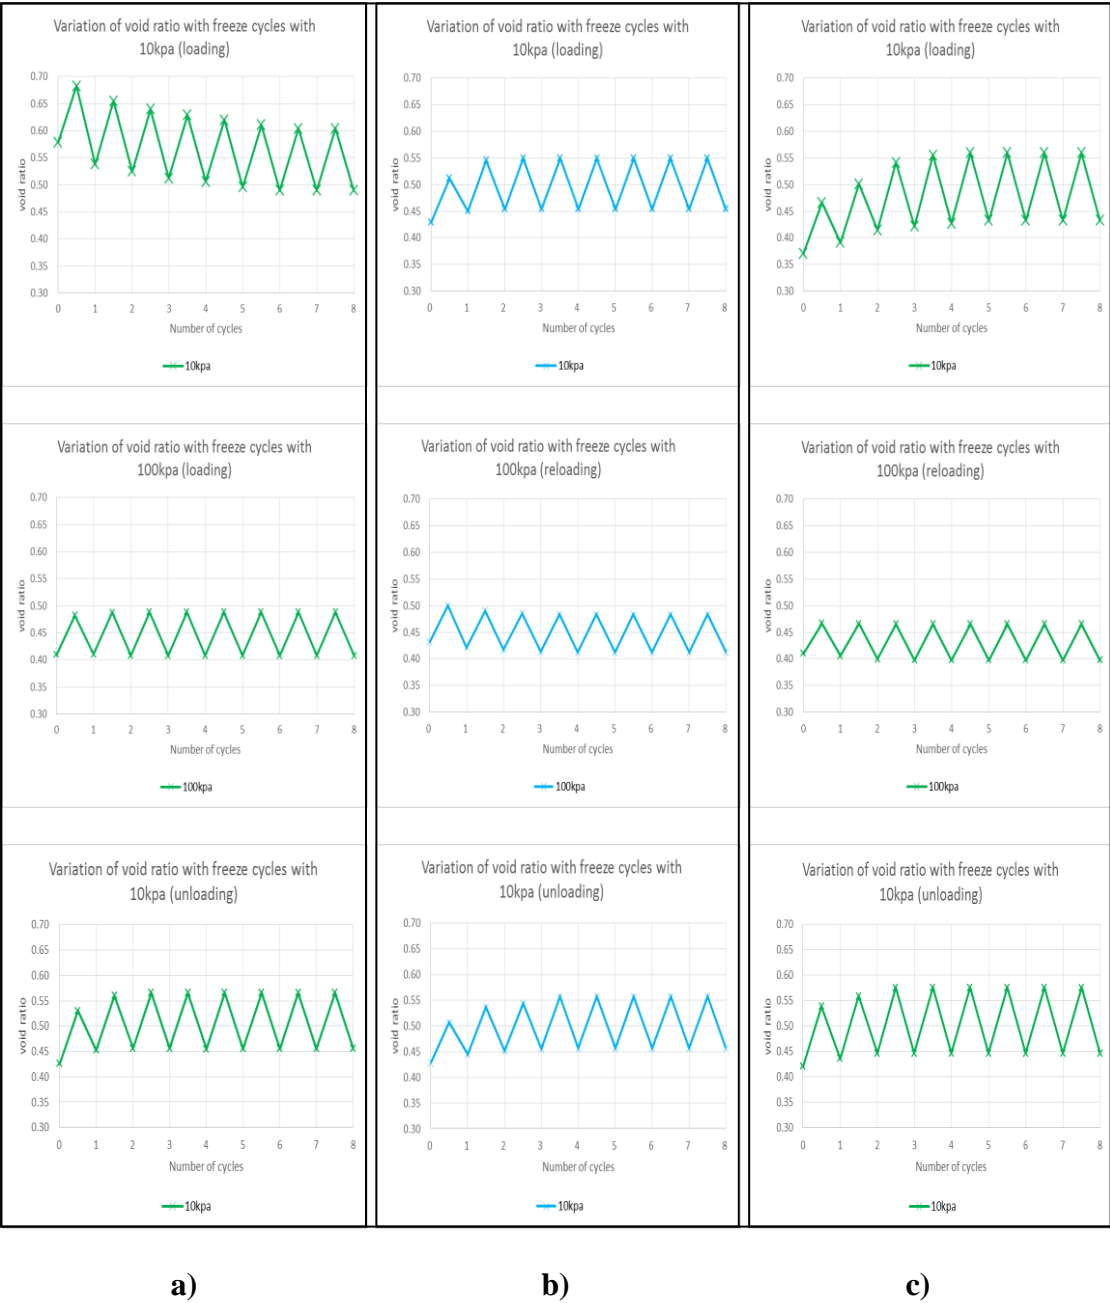 Variation of void ratio with freeze cycles with
10kpa (loading)
0.70
0.65
0.60
0.55
0.50
0.45
0.40
0.35
0.30
void ratio
0 1 2 3 4 5 6 7 8
Number of cycles
10kpa
Variation of void ratio with freeze cycles with
10kpa (loading)
0.70
0.65
0.60
0.55
0.50
0.45
0.40
0.35
0.30
void ratio
0 1 2 3 4 5 6 7 8
Number of cycles
10kpa
Variation of void ratio with freeze cycles with
10kpa (loading)
0.70
0.65
0.60
0.55
0.50
0.45
0.40
0.35
0.30
void ratio
0 1 2 3 4 5 6 7 8
Number of cycles
10kpa
Variation of void ratio with freeze cycles with
100kpa (loading)
0.70
0.65
0.60
0.55
0.50
0.45
0.40
0.35
0.30
void ratio
0 1 2 3 4 5 6 7 8
Number of cycles
100kpa
Variation of void ratio with freeze cycles with
100kpa (reloading)
0.70
0.65
0.60
0.55
0.50
0.45
0.40
0.35
0.30
void ratio
0 1 2 3 4 5 6 7 8
Number of cycles
100kpa
Variation of void ratio with freeze cycles with
100kpa (reloading)
0.70
0.65
0.60
0.55
0.50
0.45
0.40
0.35
0.30
void ratio
0 1 2 3 4 5 6 7 8
Number of cycles
100kpa
Variation of void ratio with freeze cycles with
10kpa (unloading)
0.70
0.65
0.60
0.55
0.50
0.45
0.40
0.35
0.30
void ratio
0 1 2 3 4 5 6 7 8
Number of cycles
10kpa
Variation of void ratio with freeze cycles with
10kpa (unloading)
0.70
0.65
0.60
0.55
0.50
0.45
0.40
0.35
0.30
void ratio
0 1 2 3 4 5 6 7 8
Number of cycles
10kpa
Variation of void ratio with freeze cycles with
10kpa (unloading)
0.70
0.65
0.60
0.55
0.50
0.45
0.40
0.35
0.30
void ratio
0 1 2 3 4 5 6 7 8
Number of cycles
10kpa
a) b) c)